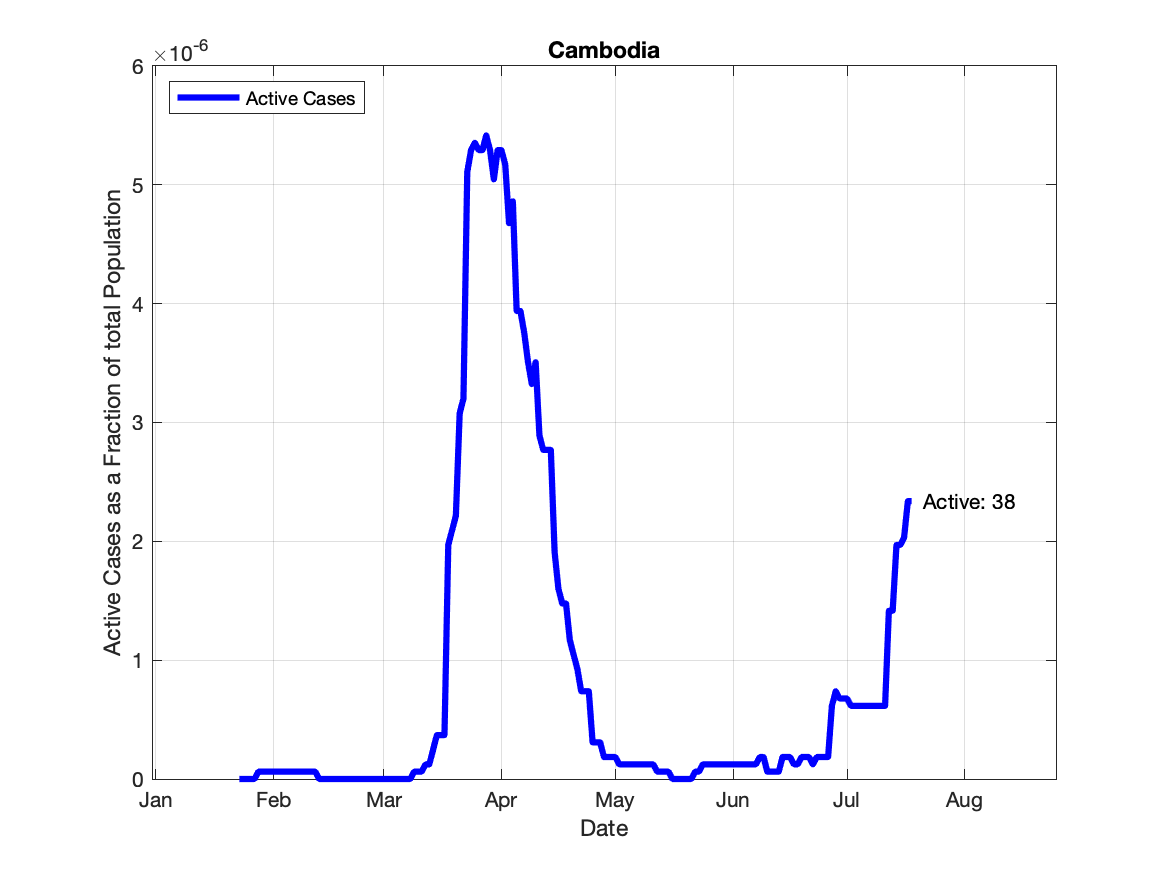 Cambodia
×10-6
Active Cases
6
5
4
3
2
1
0
Active Cases as a Fraction of total Population
Active: 38
Jan Feb Mar Apr May Jun Jul Aug
Date